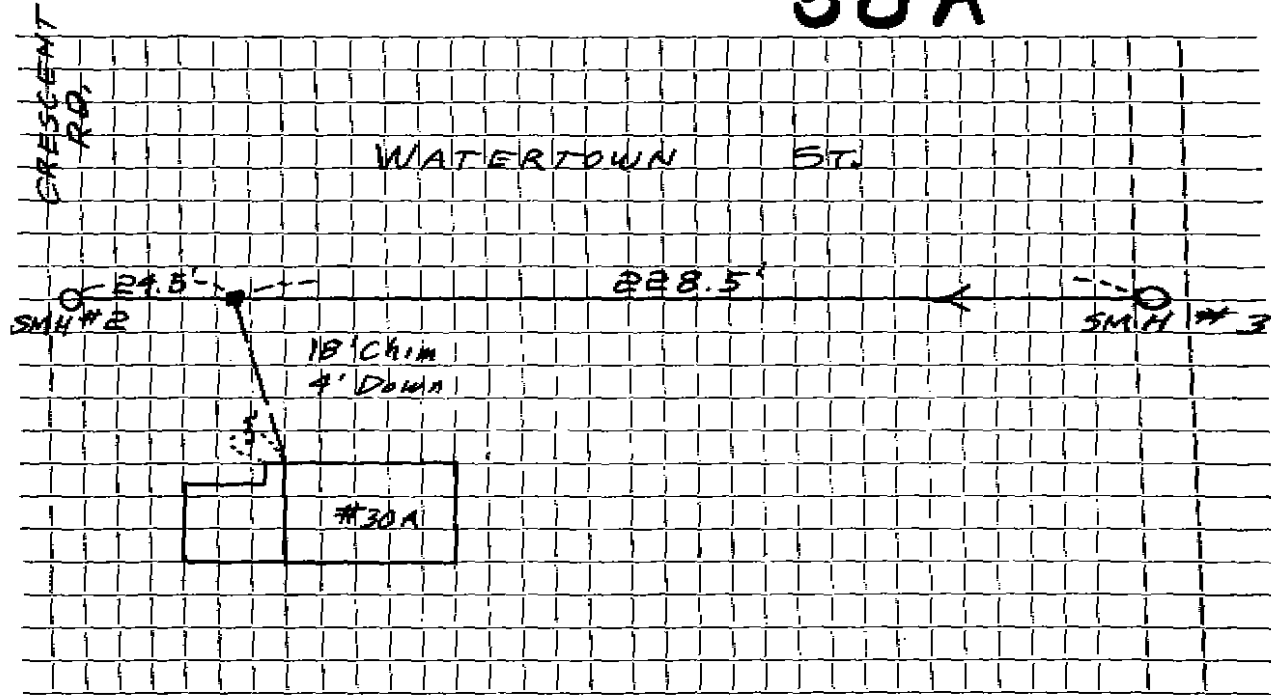 30A
CRESCENT
RD.
WATERTOWN ST.
24.5'
228.5'
SMH #2
SMH #3
18' Chim
4' Down
#30A